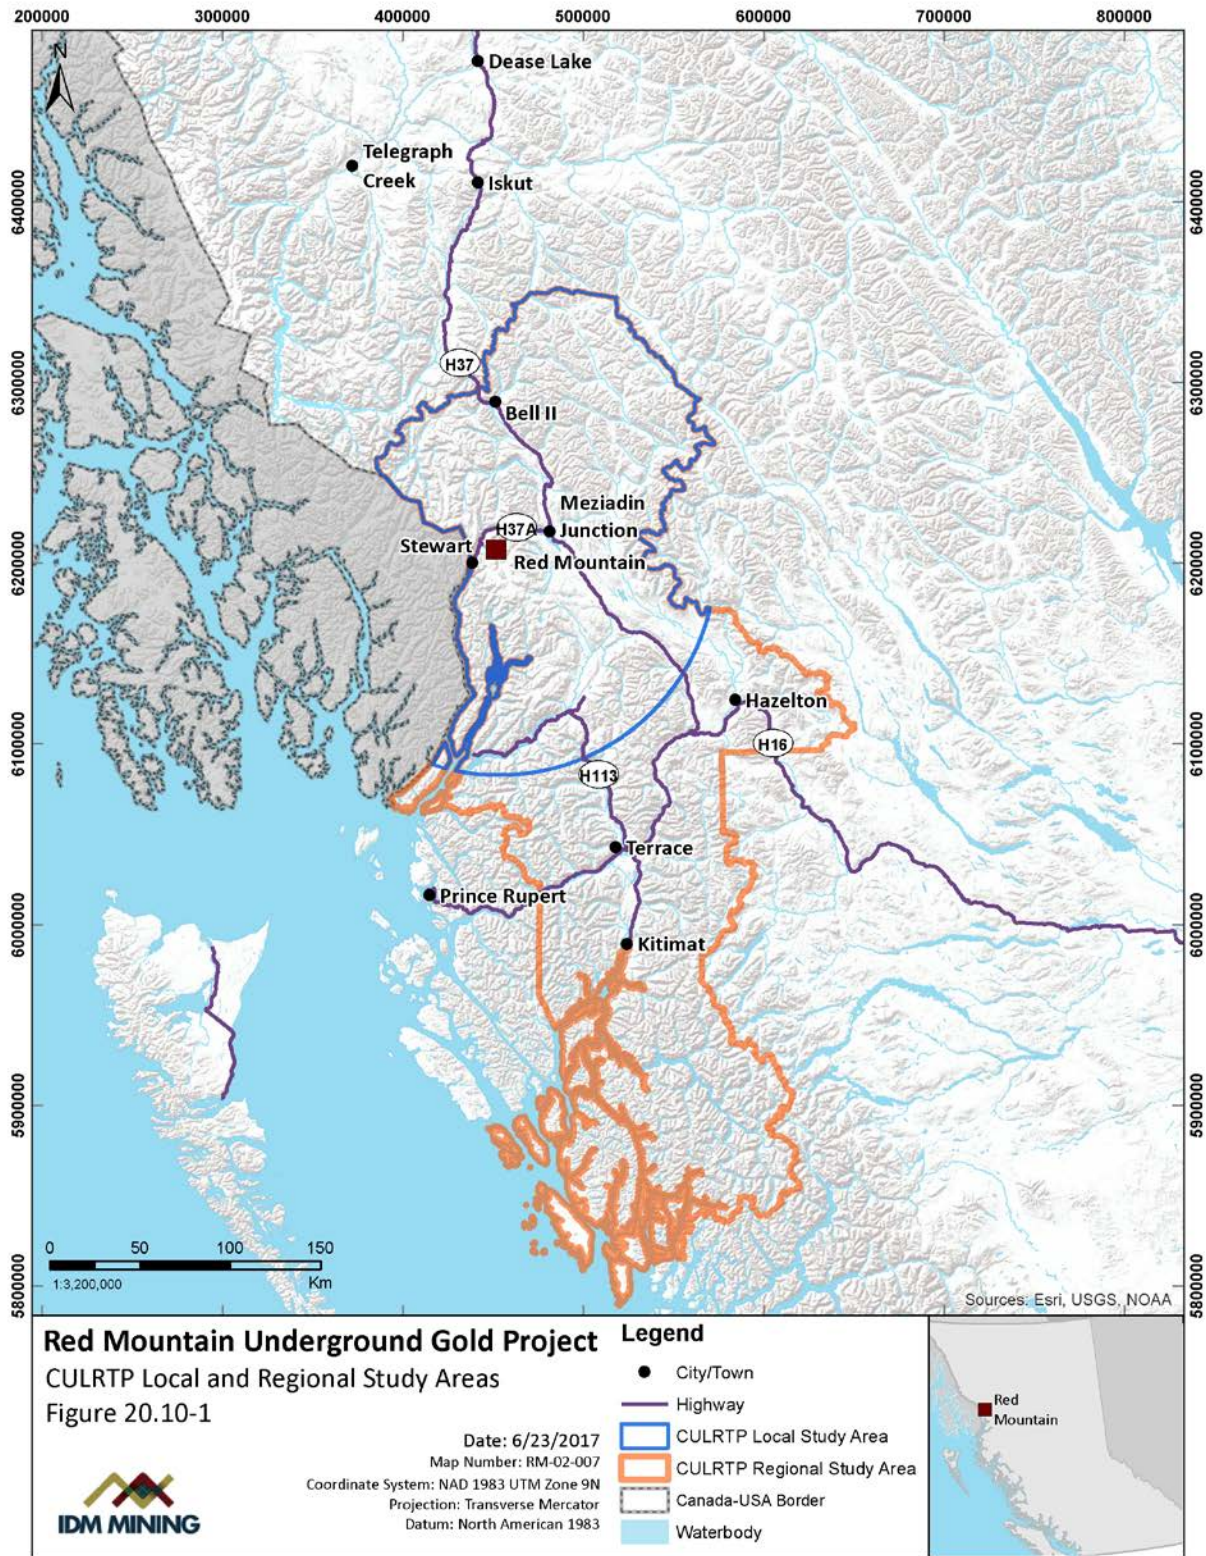 200000 300000 400000 500000 600000 700000 800000
N
Dease Lake
Telegraph
Creek
Iskut
6400000 6400000
H37
6300000 6300000
Bell II
Meziadin
H37A Junction
Stewart
Red Mountain
6200000 6200000
Hazelton
H16
6100000 6100000
H113
Terrace
Prince Rupert
6000000 6000000
Kitimat
5900000 5900000
0 50 100 150
1:3,200,000 Km
5800000 5800000
Sources: Esri, USGS, NOAA
Red Mountain Underground Gold Project
CULRTP Local and Regional Study Areas
Figure 20.10-1
Date: 6/23/2017
Map Number: RM-02-007
Coordinate System: NAD 1983 UTM Zone 9N
Projection: Transverse Mercator
Datum: North American 1983
IDM MINING
Legend
City/Town
Highway
CULRTP Local Study Area
CULRTP Regional Study Area
Canada-USA Border
Waterbody
Red
Mountain